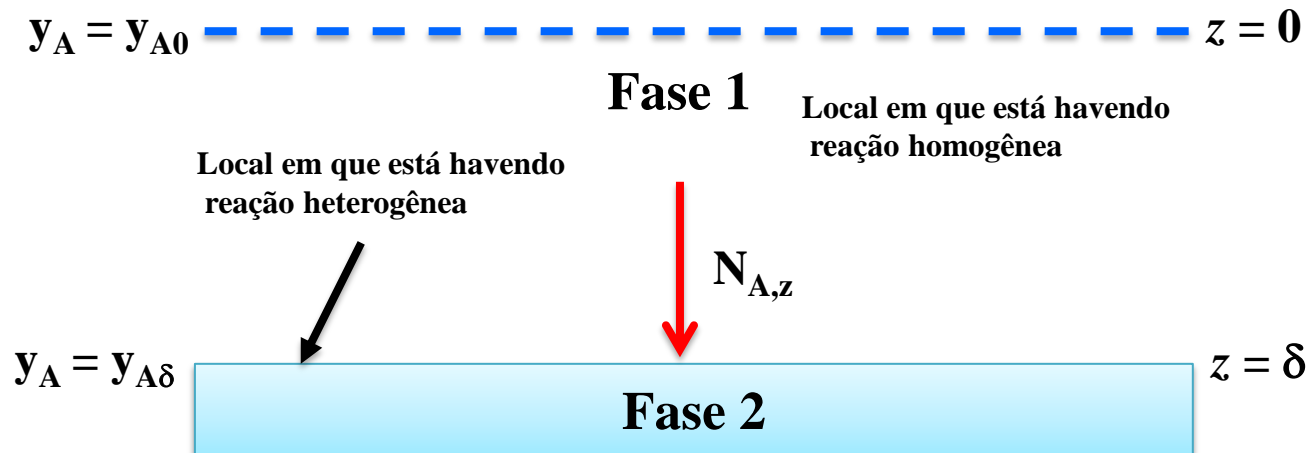 yA = yA0
z = 0
Fase 1
Local em que está havendo
reação homogênea
Local em que está havendo
reação heterogênea
NA,z
yA = yAδ
z = δ
Fase 2